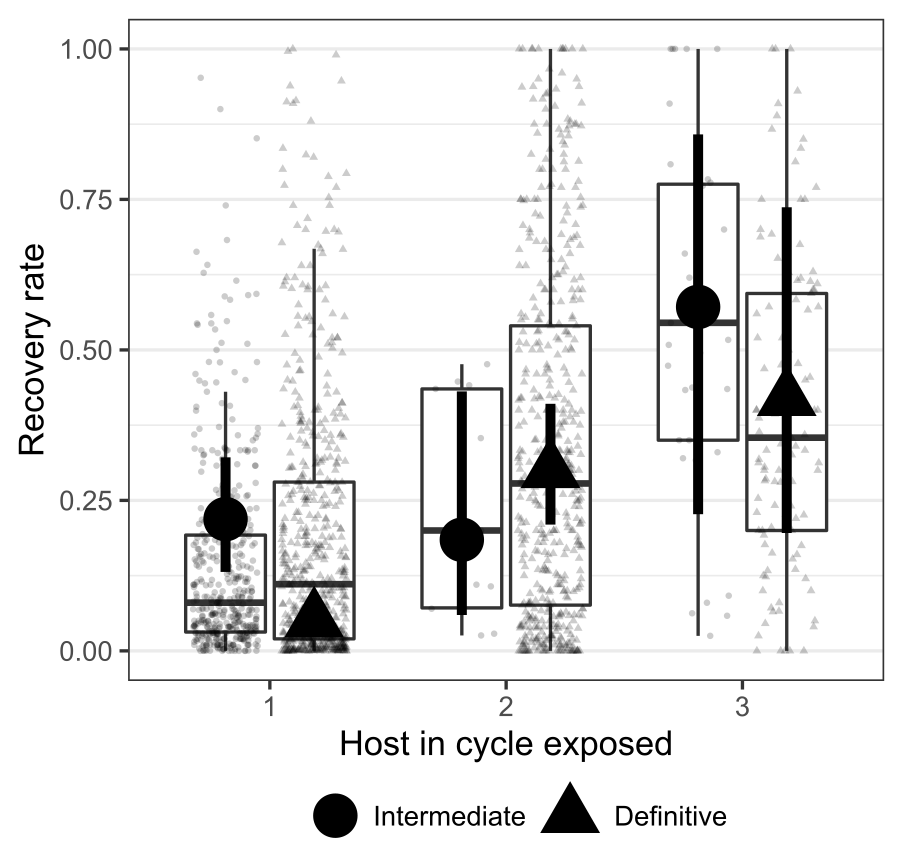 1.00
0.75
0.50
0.25
0.00
Recovery rate
1 2 3
Host in cycle exposed
Intermediate Definitive